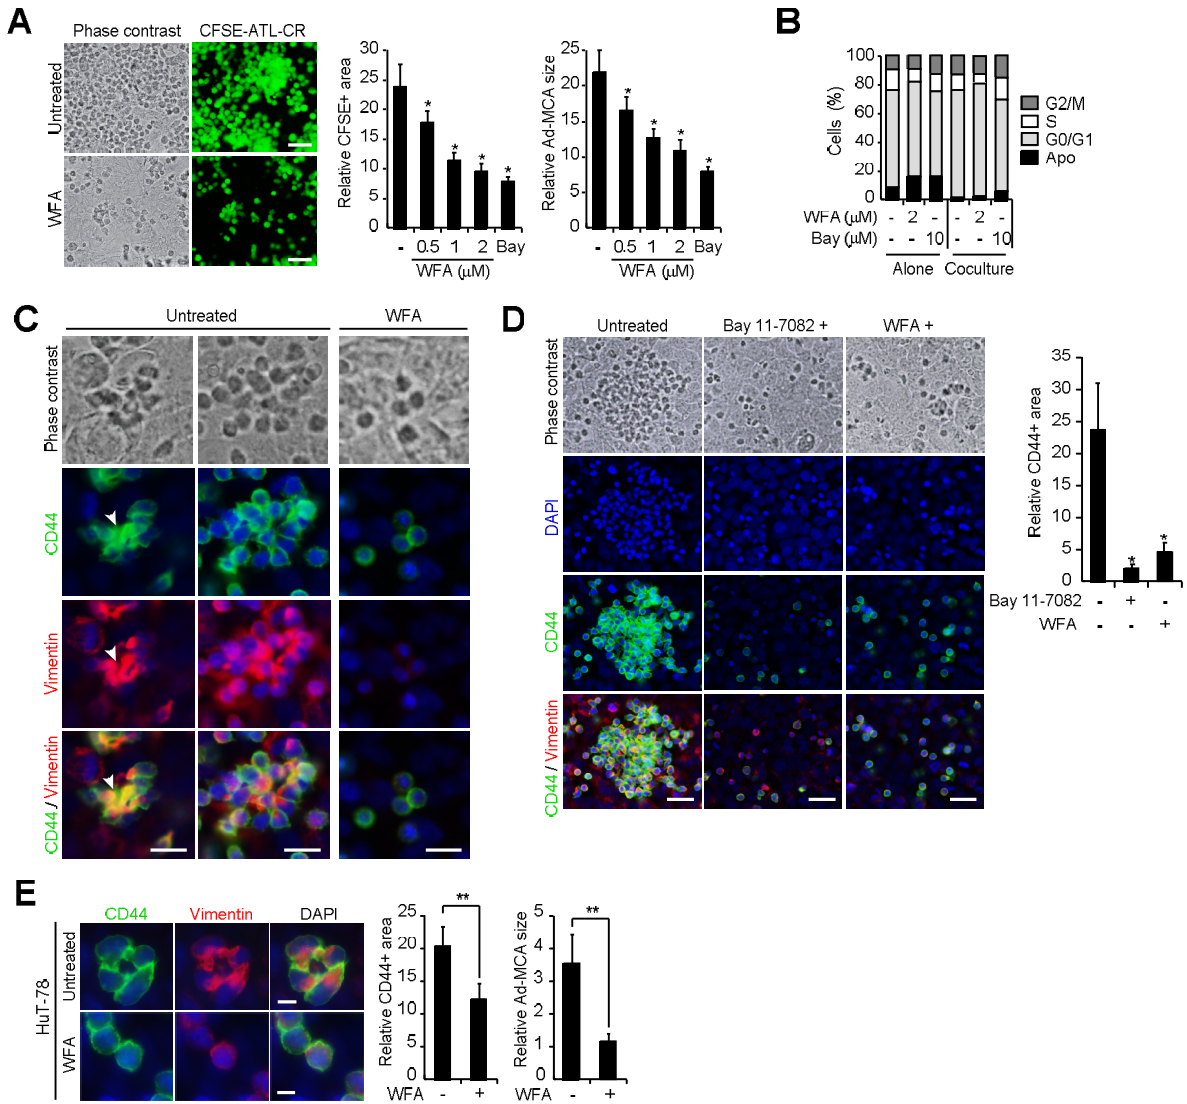 A
Phase contrast
CFSE-ATL-CR
Untreated
WFA
Relative CFSE+ area
30
25
20
15
10
5
0
*
*
*
*
- 0.5 1 2 Bay
WFA (µM)
Relative Ad-MCA size
25
20
15
10
5
0
*
*
*
*
- 0.5 1 2 Bay
WFA (µM)
B
Cells (%)
100
80
60
40
20
0
G2/M
S
G0/G1
Apo
WFA (µM) - 2 - - 2 -
Bay (µM) - - 10 - - 10
Alone Coculture
C
Untreated
WFA
Phase contrast
CD44
Vimentin
CD44 / Vimentin
D
Untreated
Bay 11-7082 +
WFA +
Phase contrast
DAPI
CD44
CD44 / Vimentin
Relative CD44+ area
35
30
25
20
15
10
5
0
*
*
Bay 11-7082 - + -
WFA - - +
E
CD44
Vimentin
DAPI
HuT-78
Untreated
WFA
Relative CD44+ area
25
20
15
10
5
0
**
WFA - +
Relative Ad-MCA size
5
4
3
2
1
0
**
WFA - +